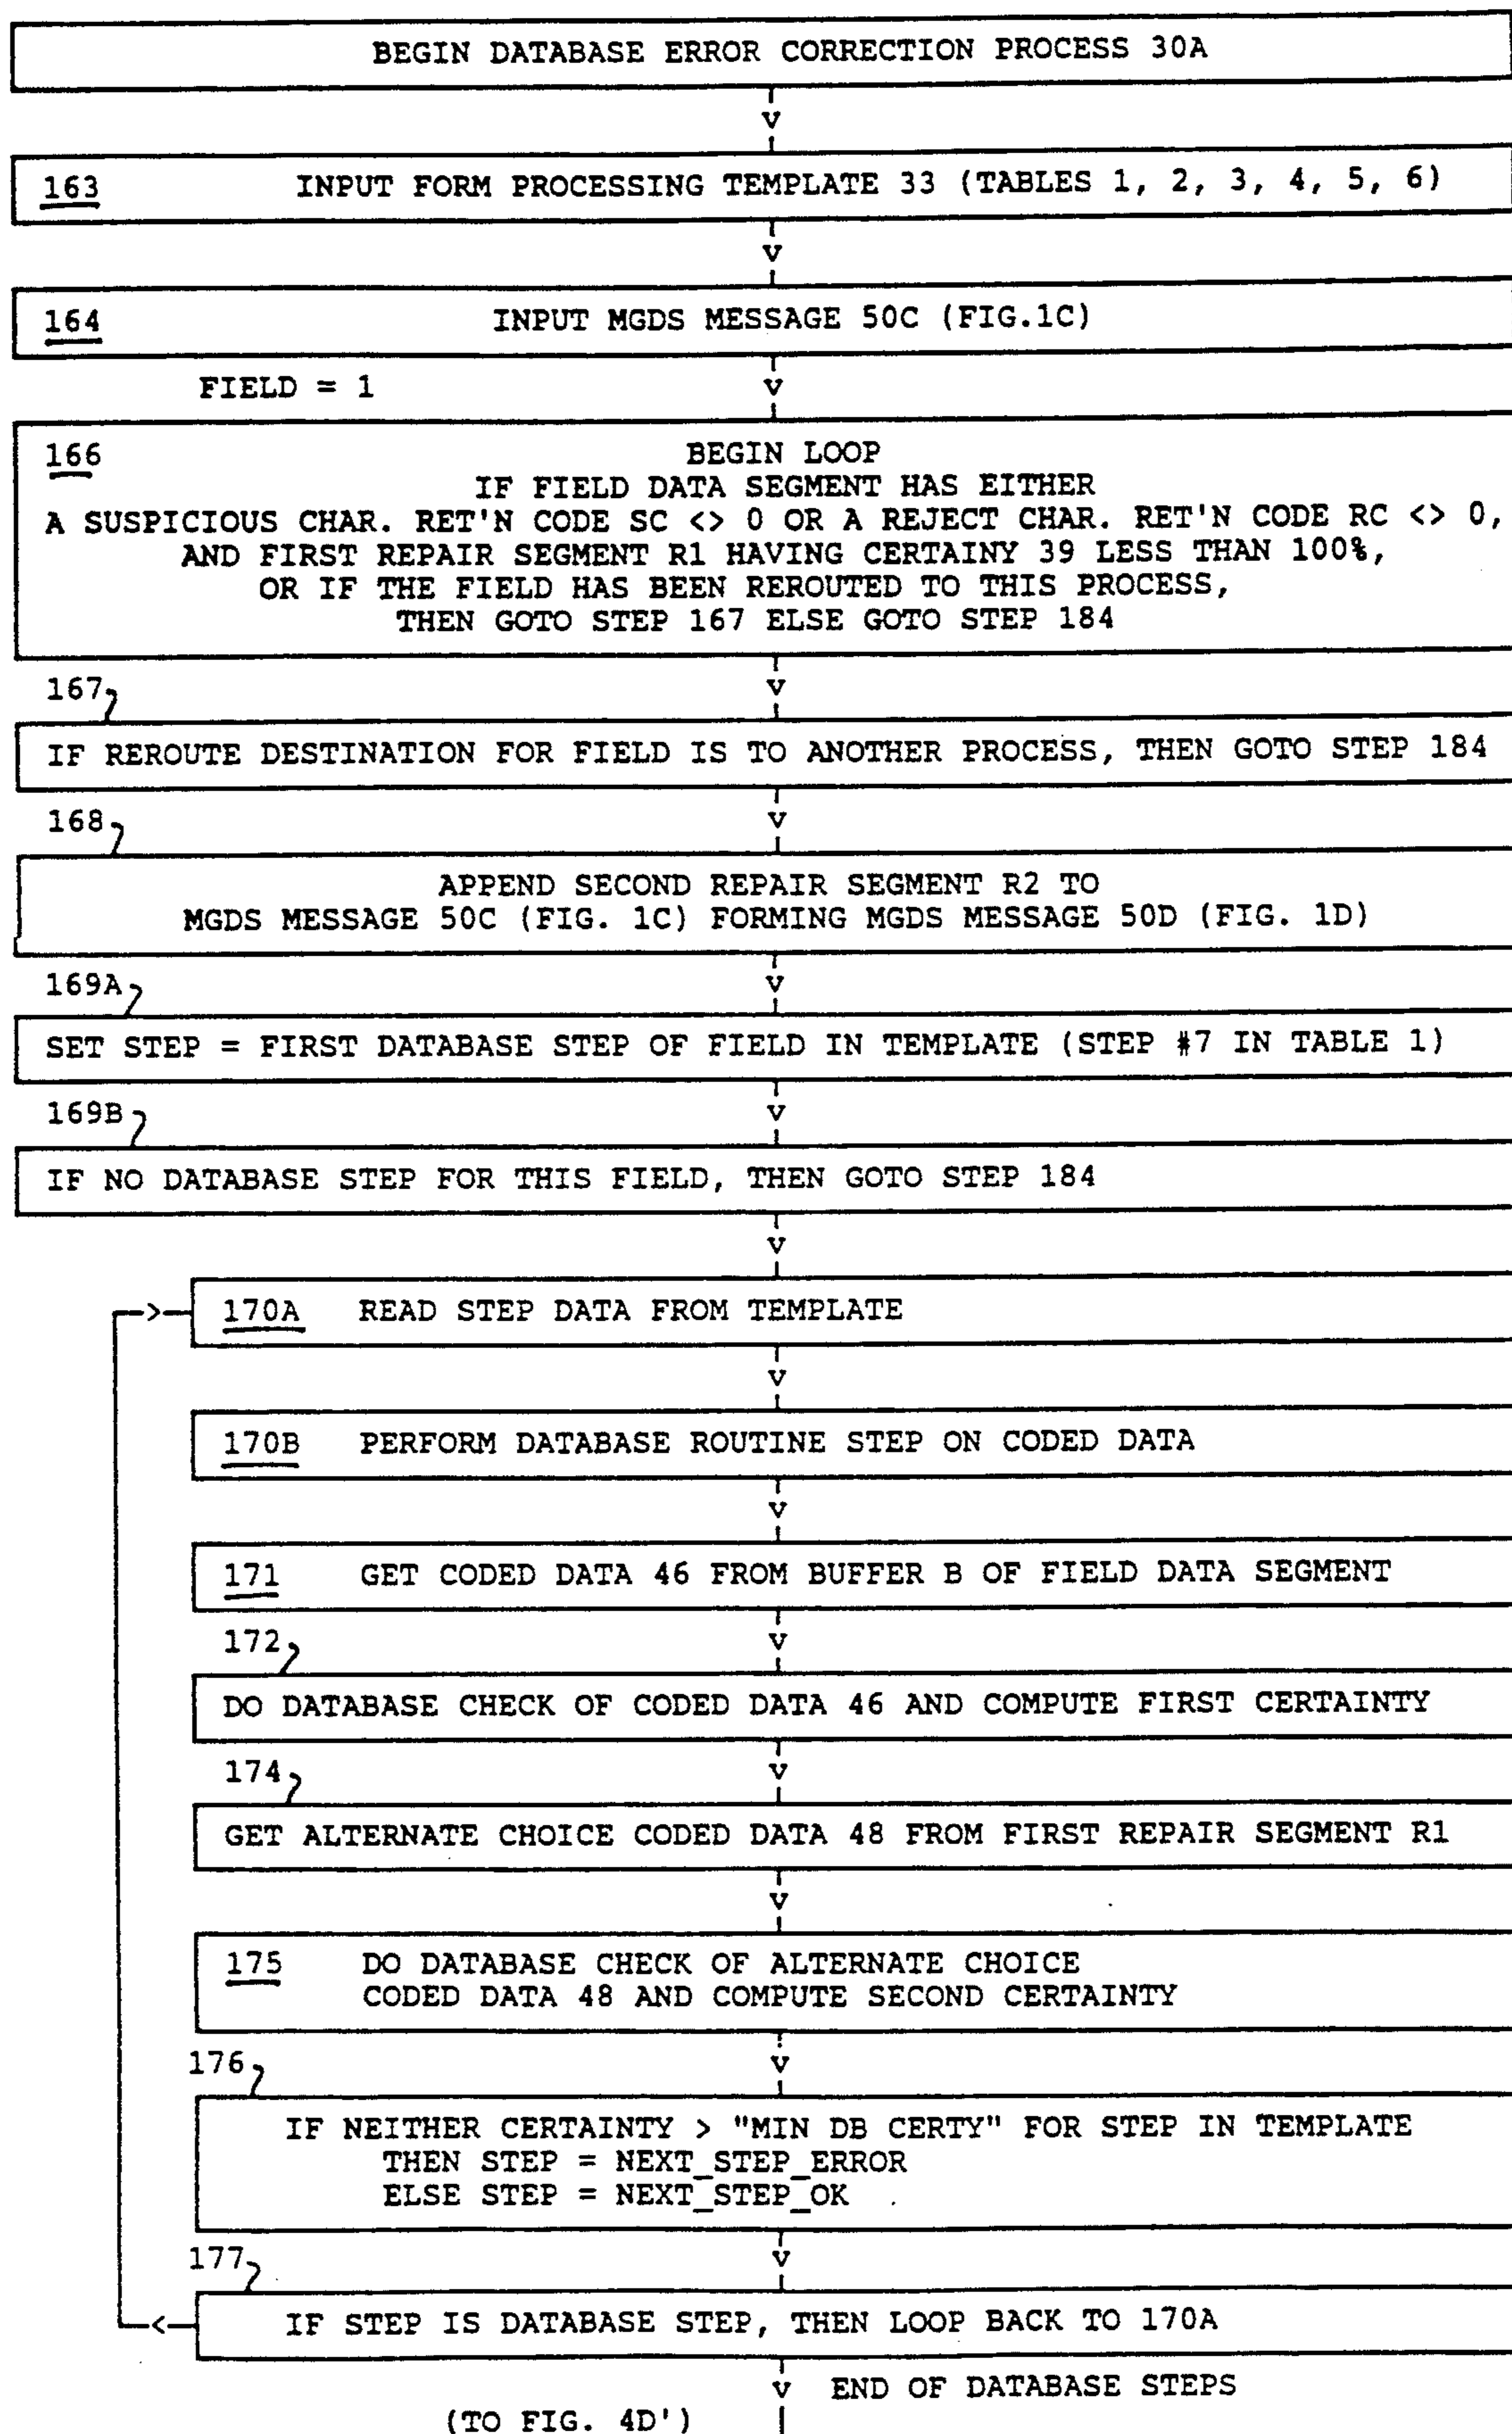 BEGIN DATABASE ERROR CORRECTION PROCESS 30A
V
163 INPUT FORM PROCESSING TEMPLATE 33 (TABLES 1, 2, 3, 4, 5, 6)
V
164 INPUT MGDS MESSAGE 50C (FIG.1C)
FIELD = 1 V
166 BEGIN LOOP
IF FIELD DATA SEGMENT HAS EITHER
A SUSPICIOUS CHAR. RET'N CODE SC <> 0 OR A REJECT CHAR. RET'N CODE RC <> 0,
AND FIRST REPAIR SEGMENT R1 HAVING CERTAINY 39 LESS THAN 100%,
OR IF THE FIELD HAS BEEN REROUTED TO THIS PROCESS,
THEN GOTO STEP 167 ELSE GOTO STEP 184
167 V
IF REROUTE DESTINATION FOR FIELD IS TO ANOTHER PROCESS, THEN GOTO STEP 184
168 V
APPEND SECOND REPAIR SEGMENT R2 TO
MGDS MESSAGE 50C (FIG. 1C) FORMING MGDS MESSAGE 50D (FIG. 1D)
169A V
SET STEP = FIRST DATABASE STEP OF FIELD IN TEMPLATE (STEP #7 IN TABLE 1)
169B V
IF NO DATABASE STEP FOR THIS FIELD, THEN GOTO STEP 184
V
> 170A READ STEP DATA FROM TEMPLATE
V
170B PERFORM DATABASE ROUTINE STEP ON CODED DATA
V
171 GET CODED DATA 46 FROM BUFFER B OF FIELD DATA SEGMENT
172 V
DO DATABASE CHECK OF CODED DATA 46 AND COMPUTE FIRST CERTAINTY
174 V
GET ALTERNATE CHOICE CODED DATA 48 FROM FIRST REPAIR SEGMENT R1
V
175 DO DATABASE CHECK OF ALTERNATE CHOICE
CODED DATA 48 AND COMPUTE SECOND CERTAINTY
176 V
IF NEITHER CERTAINTY > "MIN DB CERTY" FOR STEP IN TEMPLATE
THEN STEP = NEXT_STEP_ERROR
ELSE STEP = NEXT_STEP_OK
177 V
< IF STEP IS DATABASE STEP, THEN LOOP BACK TO 170A
V END OF DATABASE STEPS
(TO FIG. 4D')